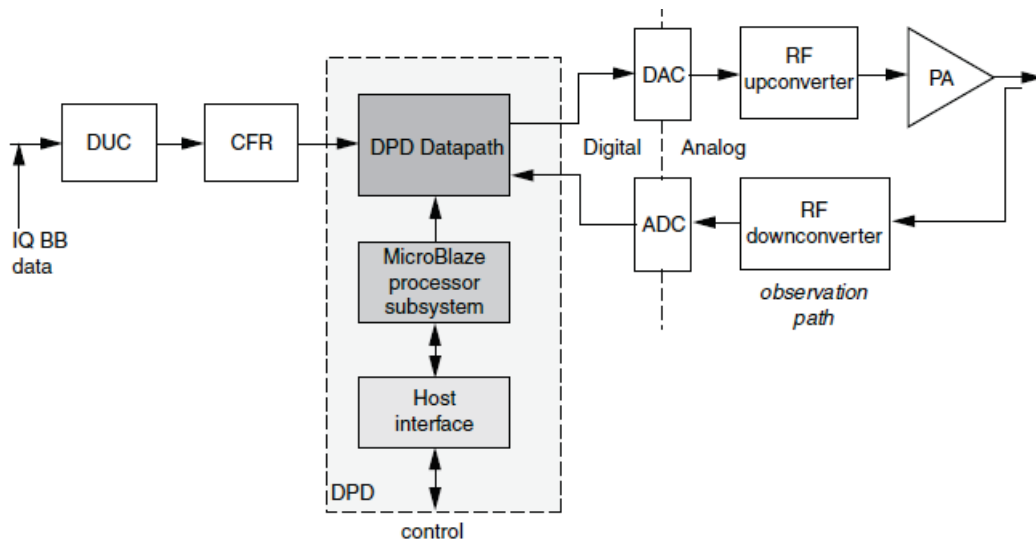 DUC
CFR
DPD Datapath
DAC
RF
upconverter
PA
Digital
Analog
IQ BB
data
MicroBlaze
processor
subsystem
ADC
RF
downconverter
observation
path
Host
interface
DPD
control